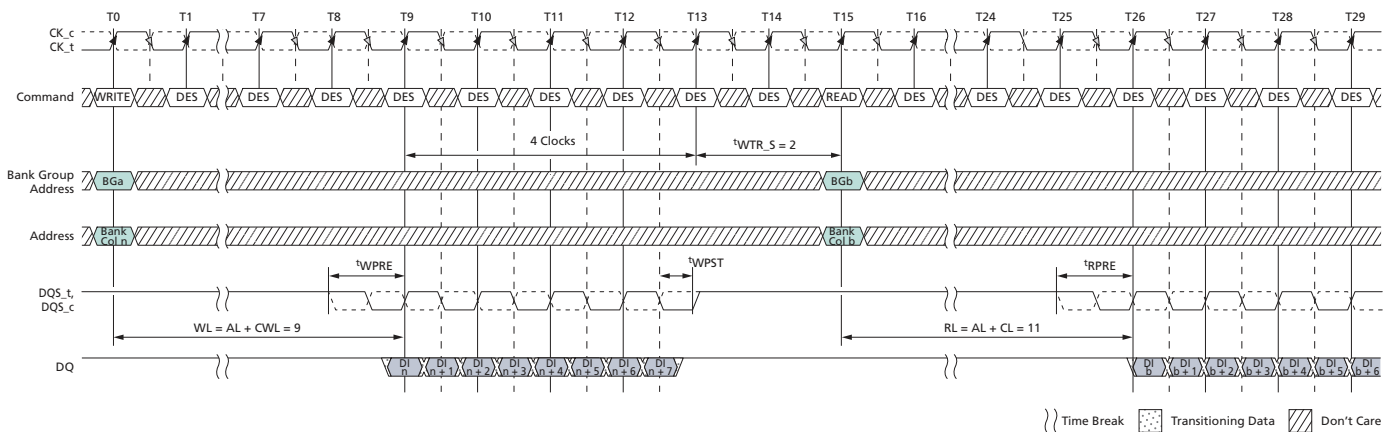 T0 T1 T7 T8 T9 T10 T11 T12 T13 T14 T15 T16 T24 T25 T26 T27 T28 T29
CK_c
CK_t
Command WRITE DES DES DES DES DES DES DES DES DES READ DES DES DES DES DES DES DES
4 Clocks tWTR_S = 2
Bank Group
Address BGa BGb
Address Bank
Col n Bank
Col b
tWPRE tWPST tRPRE
DQS_t,
DQS_c
WL = AL + CWL = 9 RL = AL + CL = 11
DQ DI
n DI
n + 1 DI
n + 2 DI
n + 3 DI
n + 4 DI
n + 5 DI
n + 6 DI
n + 7 DI
b DI
b + 1 DI
b + 2 DI
b + 3 DI
b + 4 DI
b + 5 DI
b + 6
Time Break Transitioning Data Don't Care